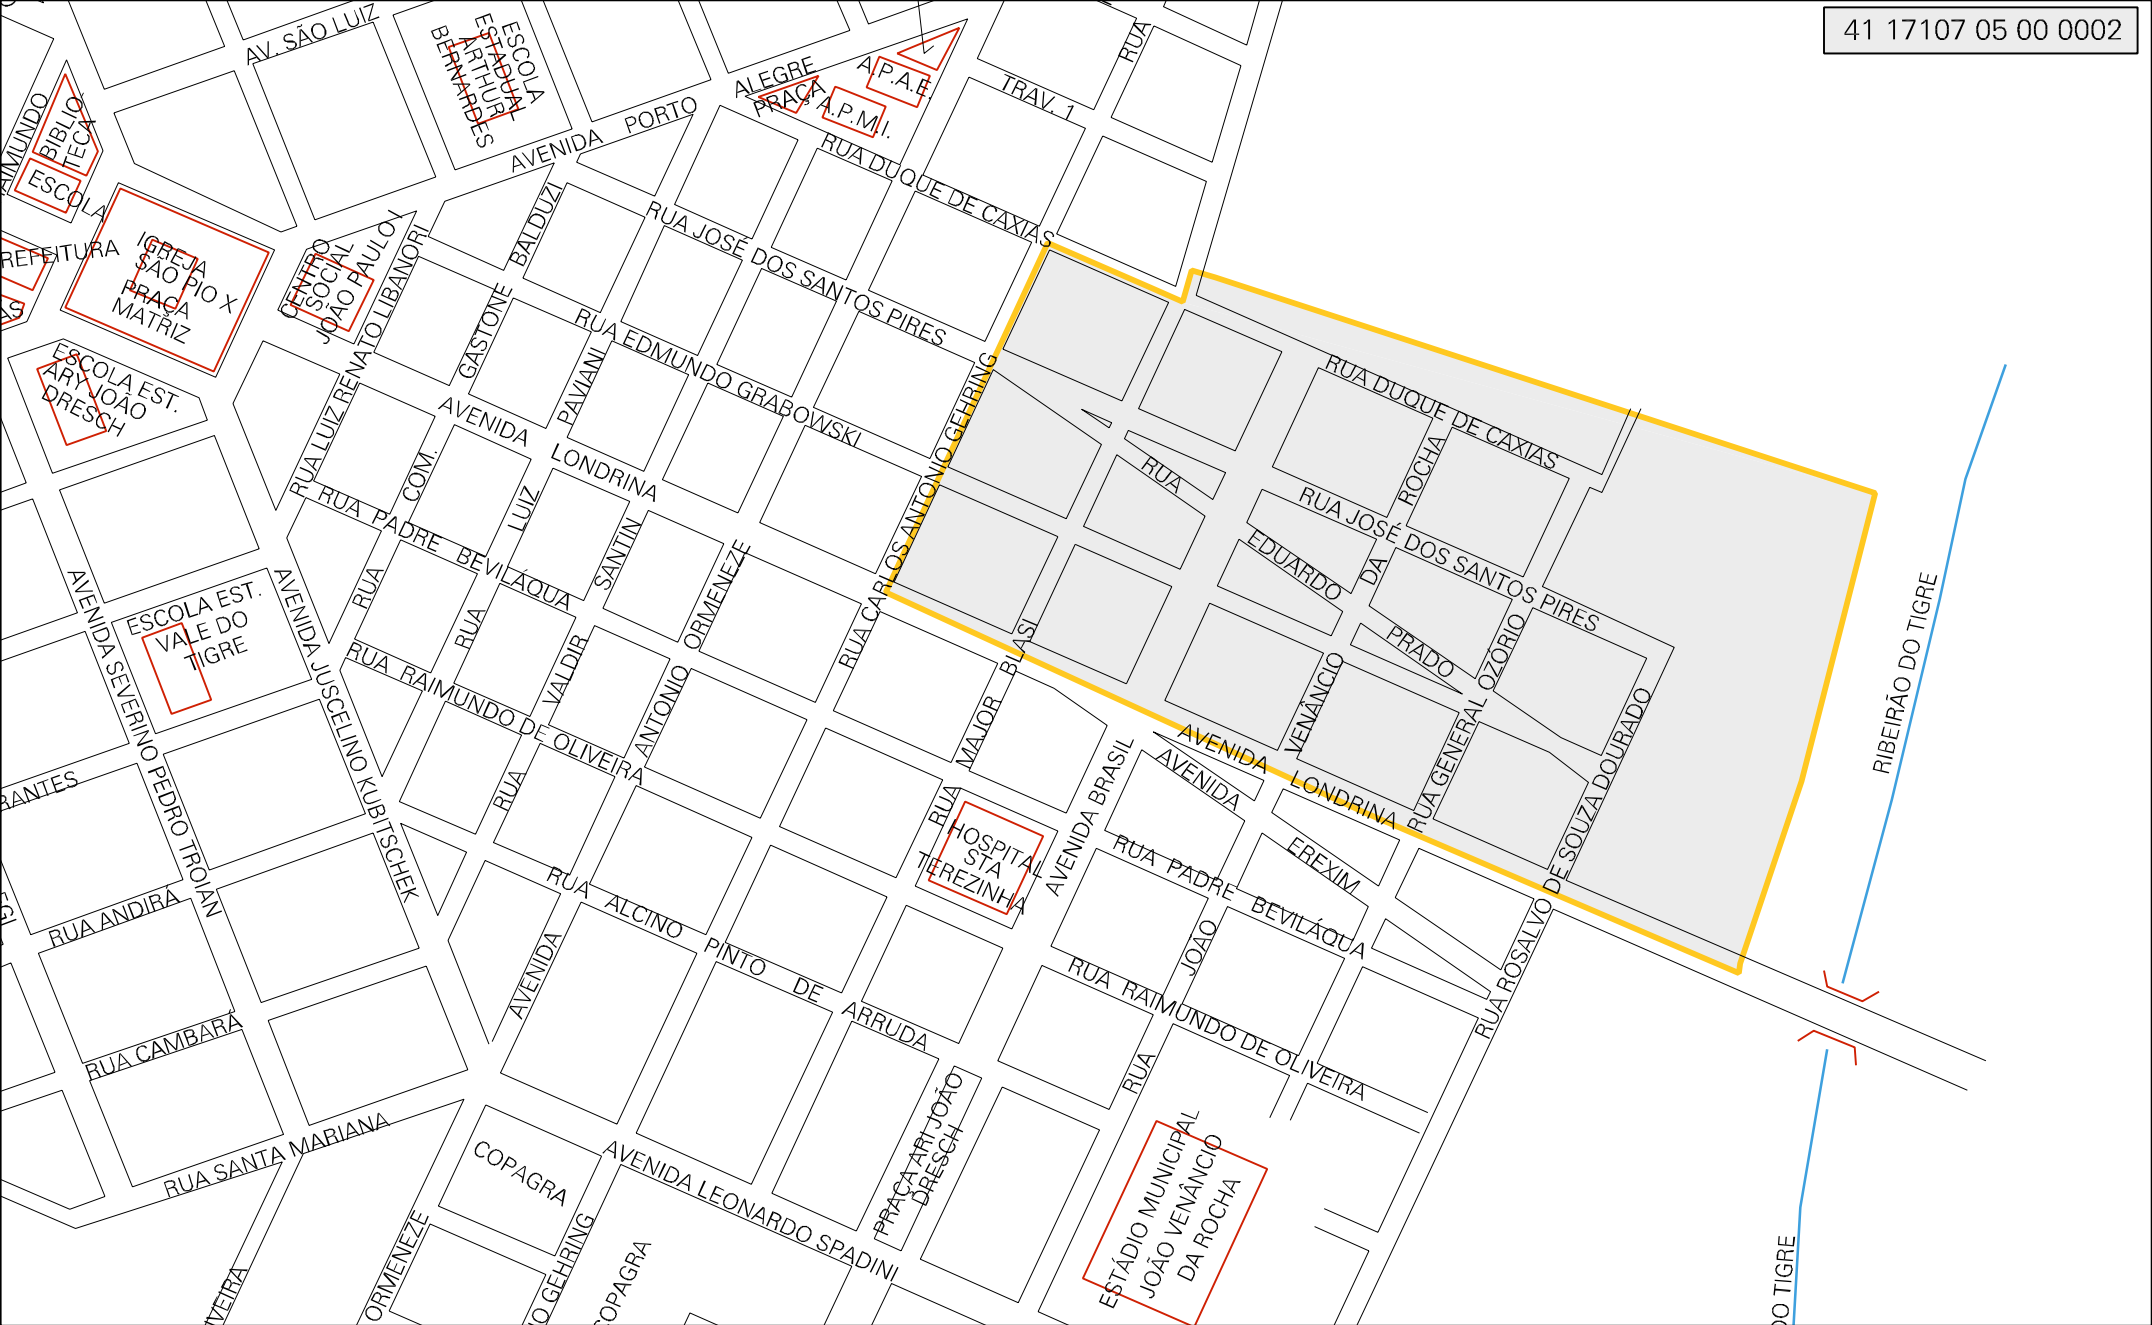 41 17107 05 00 0002
AV. SÃO LUIZ
ESCOLA
ESTADUAL
ARTHUR
BERNARDES
ALEGRE
PRAÇA
A.P.A.E.
A.P.M.I.
TRAV. 1
RUA
AVENIDA
PORTO
BIBLIO
TECA
ESCOLA
IGREJA
SÃO PIO X
PRAÇA
MATRIZ
CENTRO
SOCIAL
JOÃO PAULO I
RUA DUQUE DE CAXIAS
RUA JOSÉ DOS SANTOS PIRES
RUA EDMUNDO GRABOWSKI
BALDUZI
GASTONE
PAVIANI
COM.
LUIZ
SANTIN
ORMENEZE
RUA LUIZ RENATO LIBANORI
ESCOLA EST.
ARY JOÃO
DRESCH
AVENIDA
LONDRINA
RUA PADRE BEVILÁQUA
RUA
RUA
VALDIR
ANTONIO
RUA
RUA CARLOS ANTONIO GEHRING
RUA DUQUE DE CAXIAS
RUA
EDUARDO
PRADO
RUA JOSÉ DOS SANTOS PIRES
ROCHA
DA
VENÂNCIO
OZÓRIO
RUA GENERAL
RUA ROSALVO
DE SOUZA DOURADO
RIBEIRÃO DO TIGRE
ESCOLA EST.
VALE DO
TIGRE
AVENIDA SEVERINO PEDRO TROIAN
AVENIDA JUSCELINO KUBITSCHEK
RUA RAIMUNDO DE OLIVEIRA
BLASI
MAJOR
RUA
AVENIDA BRASIL
AVENIDA
LONDRINA
AVENIDA
EREXIM
HOSPITAL
STA
TEREZINHA
RUA PADRE BEVILÁQUA
JOAO
RUA
RUA RAIMUNDO DE OLIVEIRA
RUA ANDIRA
RUA CAMBARÁ
RUA SANTA MARIANA
AVENIDA
RUA ALCINO PINTO DE ARRUDA
PRAÇA ARI JOÃO
DRESCH
COPAGRA
AVENIDA LEONARDO SPADINI
ORMENEZE
GEHRING
COPAGRA
ESTÁDIO MUNICIPAL
JOÃO VENÂNCIO
DA ROCHA
DO TIGRE